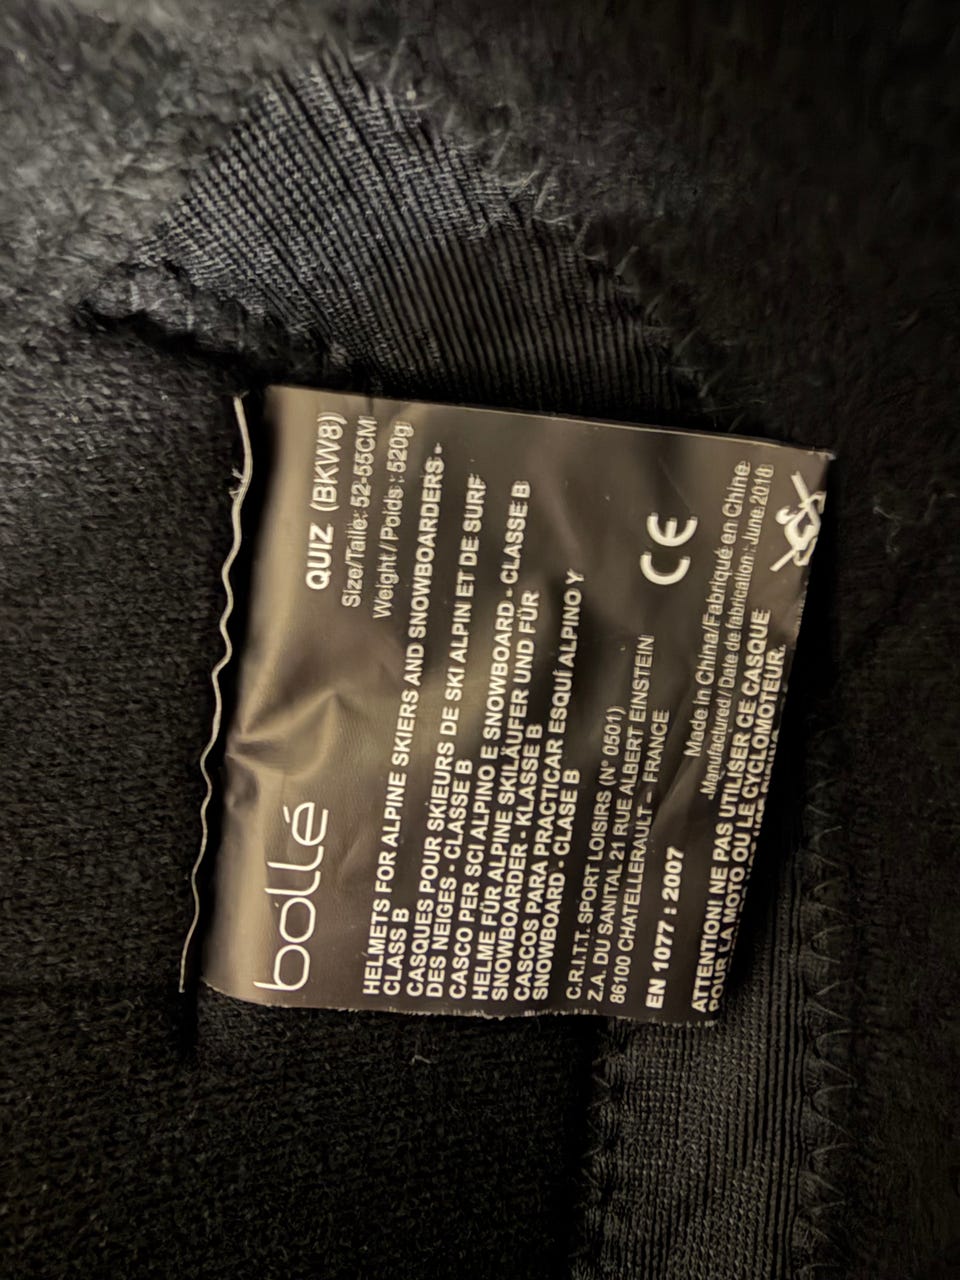 bollé
QUIZ (BKW8)
Size/Taille: 52-55CM
Weight / Poids : 520g
HELMETS FOR ALPINE SKIERS AND SNOWBOARDERS -
CLASS B
CASQUES POUR SKIEURS DE SKI ALPIN ET DE SURF
DES NEIGES - CLASSE B
CASCO PER SCI ALPINO E SNOWBOARD - CLASSE B
HELME FÜR ALPINE SKILÄUFER UND FÜR
SNOWBOARDER - KLASSE B
CASCOS PARA PRACTICAR ESQUÍ ALPINO Y
SNOWBOARD - CLASE B
C.R.I.T.T. SPORT LOISIRS (N° 0501)
Z.A. DU SANITAL 21 RUE ALBERT EINSTEIN
86100 CHATELLERAULT – FRANCE
CE
EN 1077 : 2007
Made in China/Fabriqué en Chine
Manufactured / Date de fabrication : June 2018
ATTENTION! NE PAS UTILISER CE CASQUE
POUR LA MOTO OU LE CYCLOMOTEUR.